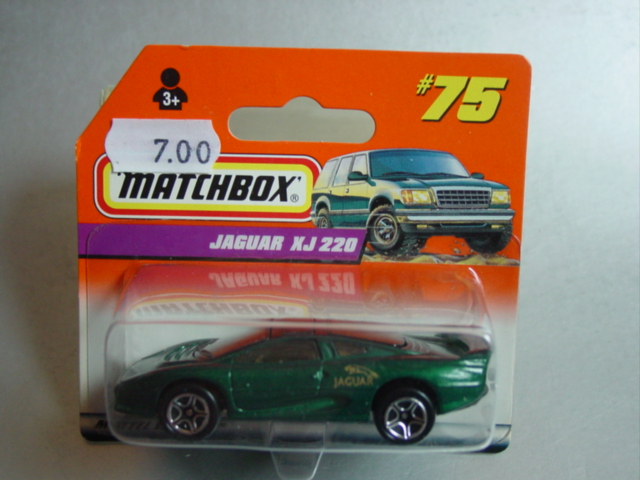 #75
3+
7.00
MATCHBOX®
JAGUAR XJ 220
JAGUAR